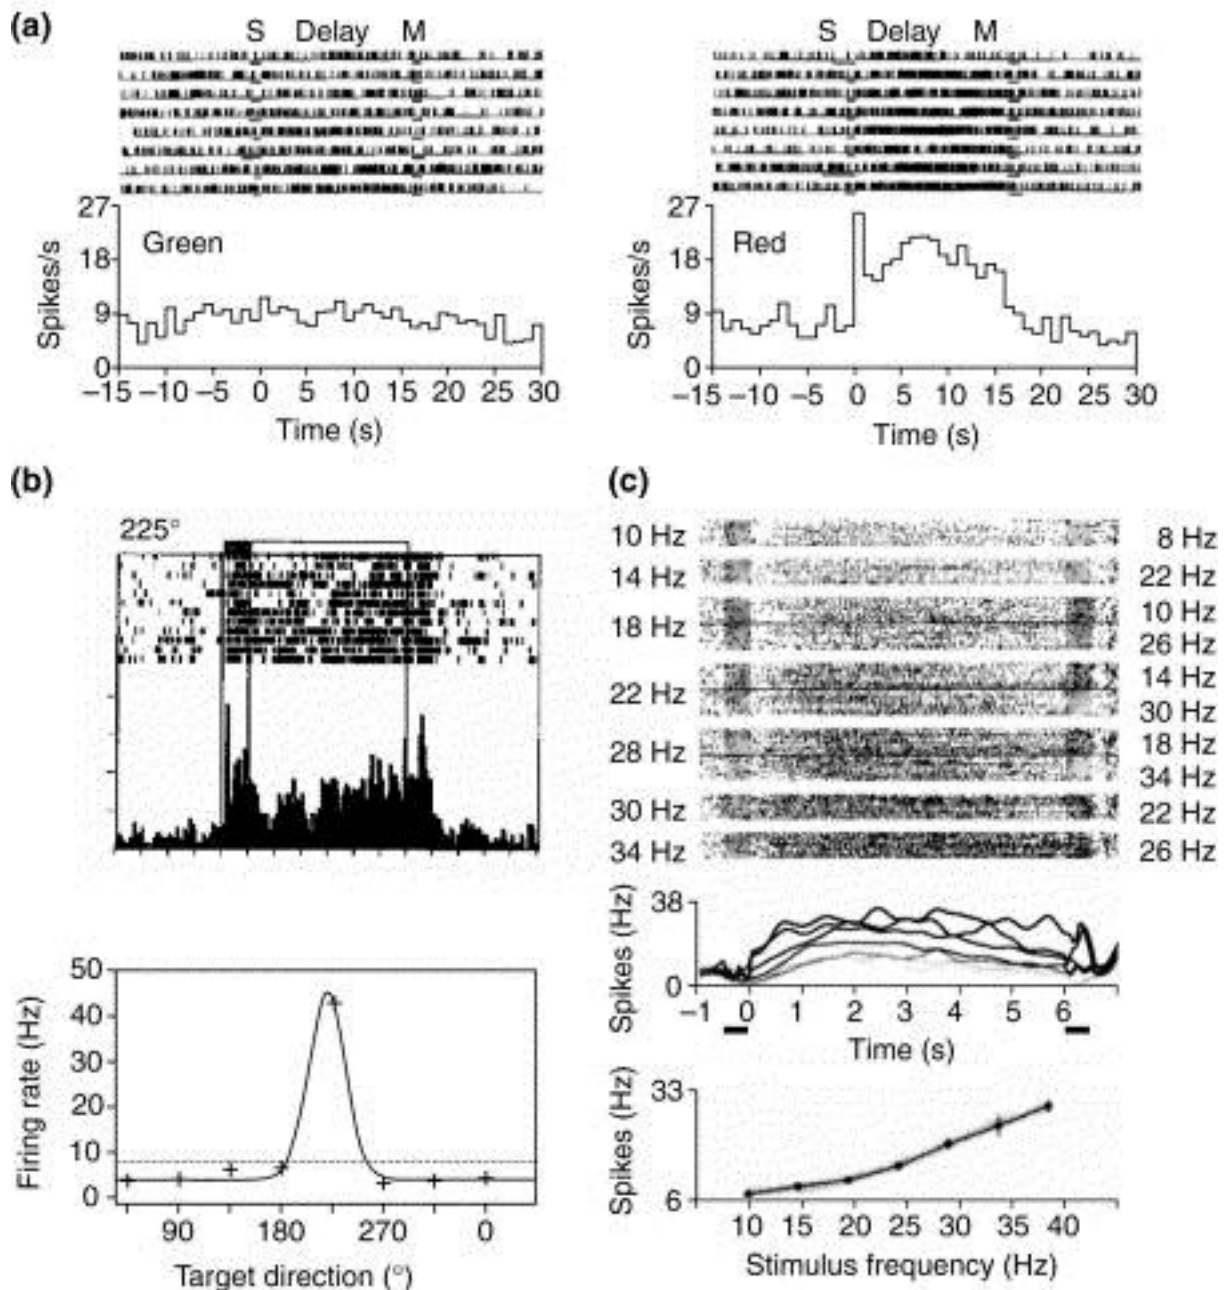 (a)
S Delay M
27
18
9
0
Spikes/s
Green
–15 –10 –5 0 5 10 15 20 25 30
Time (s)
S Delay M
27
18
9
0
Spikes/s
Red
–15 –10 –5 0 5 10 15 20 25 30
Time (s)
(b)
225°
50
40
30
20
10
0
Firing rate (Hz)
90 180 270 0
Target direction (°)
(c)
10 Hz 8 Hz
14 Hz 22 Hz
18 Hz 10 Hz
26 Hz
22 Hz 14 Hz
30 Hz
28 Hz 18 Hz
34 Hz
30 Hz 22 Hz
34 Hz 26 Hz
38
0
Spikes (Hz)
–1 0 1 2 3 4 5 6
Time (s)
33
6
Spikes (Hz)
10 15 20 25 30 35 40
Stimulus frequency (Hz)